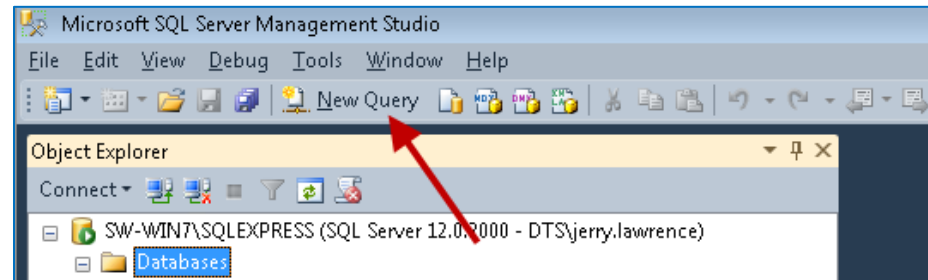 Microsoft SQL Server Management Studio
File Edit View Debug Tools Window Help
New Query
Object Explorer
Connect
SW-WIN7\SQLEXPRESS (SQL Server 12.0.2000 - DTS\jerry.lawrence)
Databases